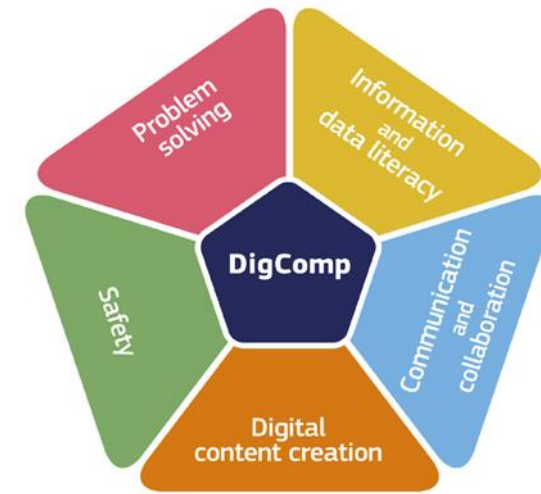 Problem
solving
Information
and
data literacy
DigComp
Safety
Communication
and
collaboration
Digital
content creation